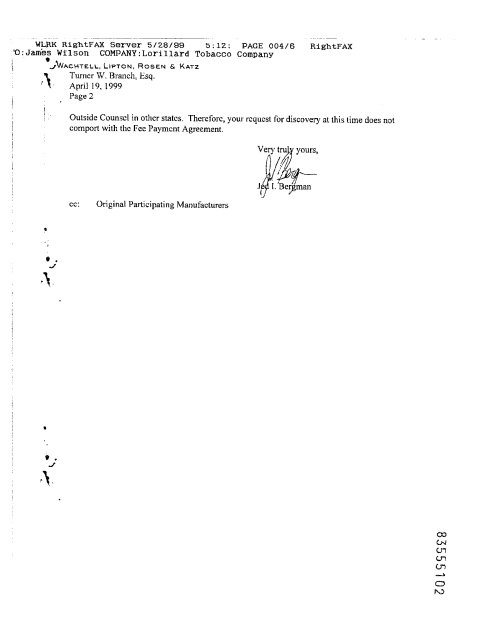 WLRK RightFAX Server 5/28/99 5:12: PAGE 004/6 RightFAX
O:James Wilson COMPANY:Lorillard Tobacco Company
WACHTELL, LIPTON, ROSEN & KATZ
Turner W. Branch, Esq.
April 19, 1999
Page 2
Outside Counsel in other states. Therefore, your request for discovery at this time does not
comport with the Fee Payment Agreement.
Very truly yours,
Jed I. Bergman
cc: Original Participating Manufacturers
83555102